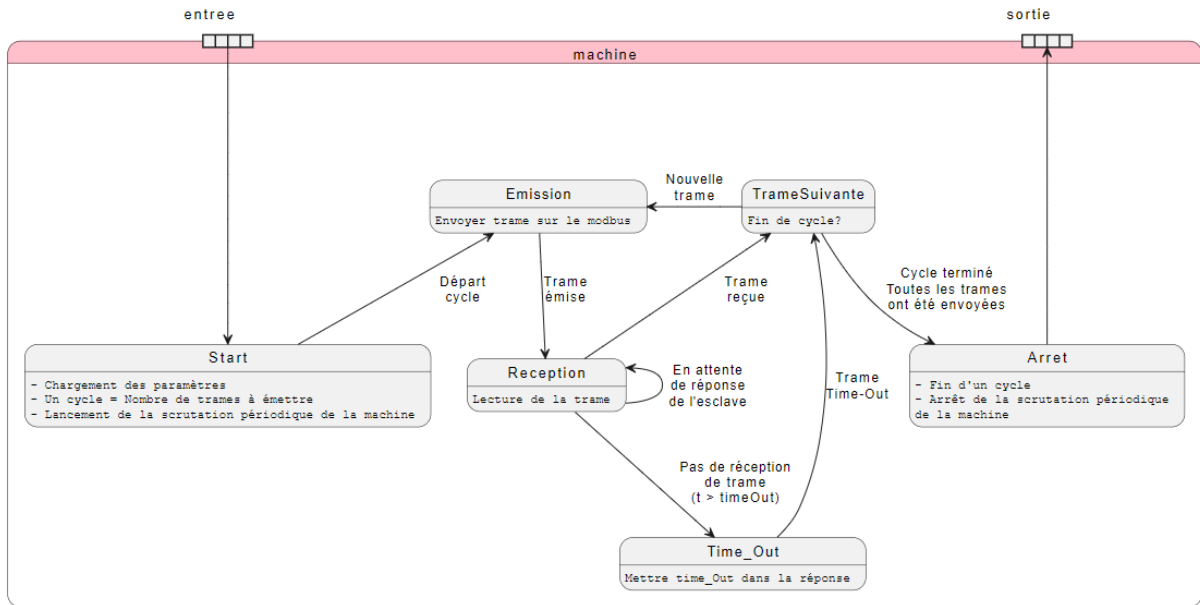 entree
sortie
machine
Emission
Envoyer trame sur le modbus
Nouvelle
trame
TrameSuivante
Fin de cycle?
Départ
cycle
Trame
émise
Trame
reçue
Cycle terminé
Toutes les trames
ont été envoyées
Start
- Chargement des paramètres
- Un cycle = Nombre de trames à émettre
- Lancement de la scrutation périodique de la machine
Reception
Lecture de la trame
En attente
de réponse
de l'esclave
Trame
Time-Out
Arret
- Fin d'un cycle
- Arrêt de la scrutation périodique
de la machine
Pas de réception
de trame
(t > timeOut)
Time_Out
Mettre time_Out dans la réponse